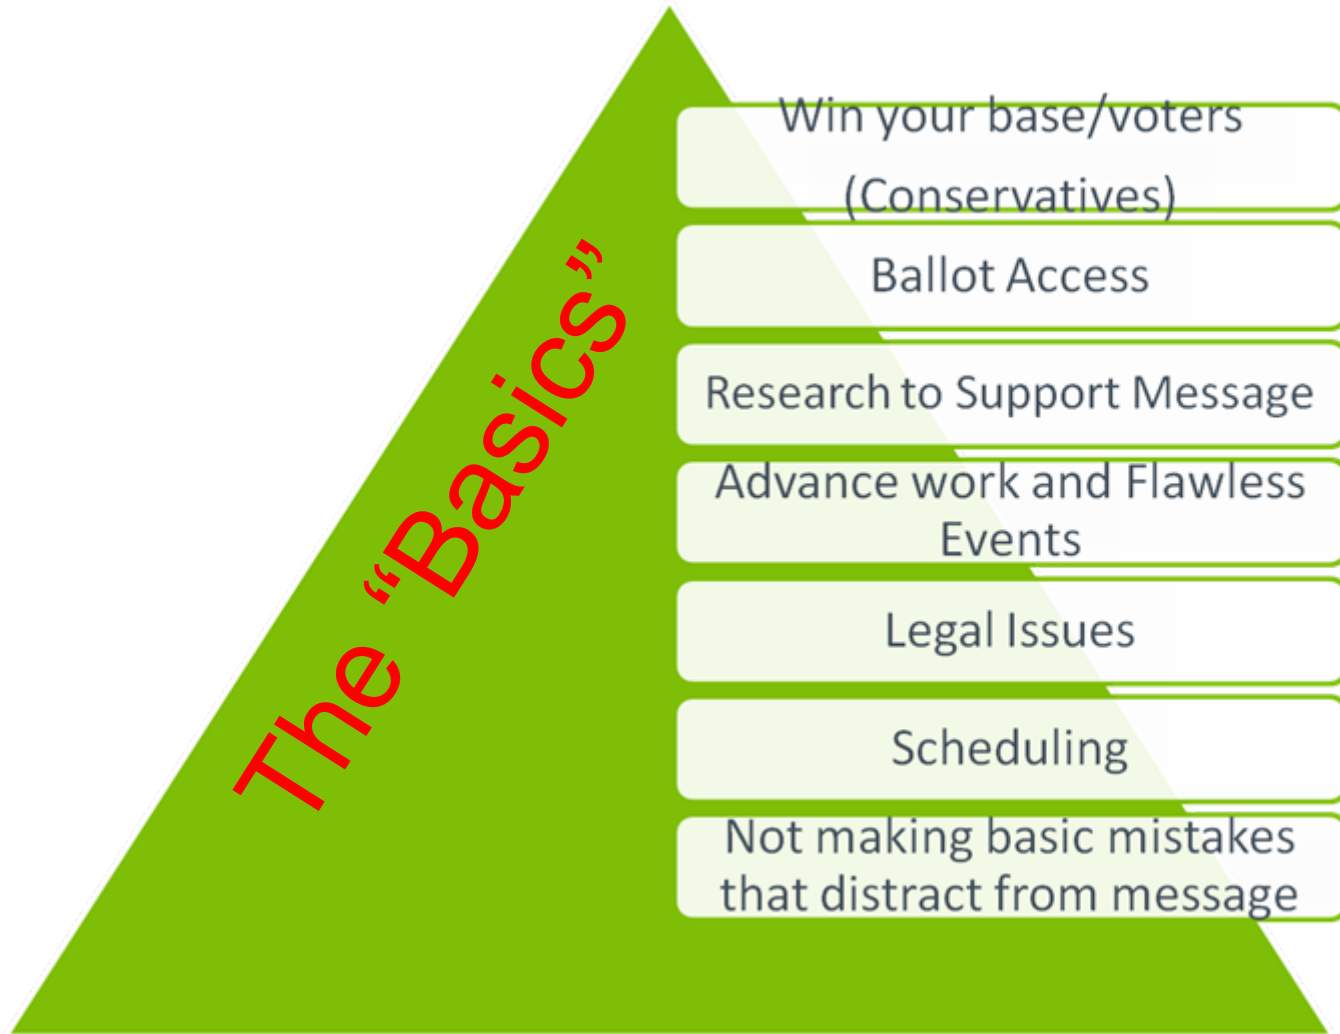 The “Basics”
Win your base/voters
(Conservatives)
Ballot Access
Research to Support Message
Advance work and Flawless
Events
Legal Issues
Scheduling
Not making basic mistakes
that distract from message